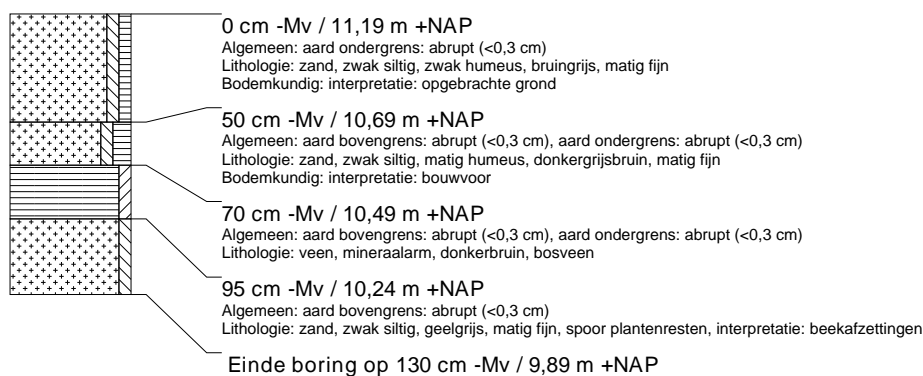 0 cm -Mv / 11,19 m +NAP
Algemeen: aard ondergrens: abrupt (<0,3 cm)
Lithologie: zand, zwak siltig, zwak humeus, bruingrijs, matig fijn
Bodemkundig: interpretatie: opgebrachte grond
50 cm -Mv / 10,69 m +NAP
Algemeen: aard bovengrens: abrupt (<0,3 cm), aard ondergrens: abrupt (<0,3 cm)
Lithologie: zand, zwak siltig, matig humeus, donkergrijsbruin, matig fijn
Bodemkundig: interpretatie: bouwvoor
70 cm -Mv / 10,49 m +NAP
Algemeen: aard bovengrens: abrupt (<0,3 cm), aard ondergrens: abrupt (<0,3 cm)
Lithologie: veen, mineraalarm, donkerbruin, bosveen
95 cm -Mv / 10,24 m +NAP
Algemeen: aard bovengrens: abrupt (<0,3 cm)
Lithologie: zand, zwak siltig, geelgrijs, matig fijn, spoor plantenresten, interpretatie: beekafzettingen
Einde boring op 130 cm -Mv / 9,89 m +NAP